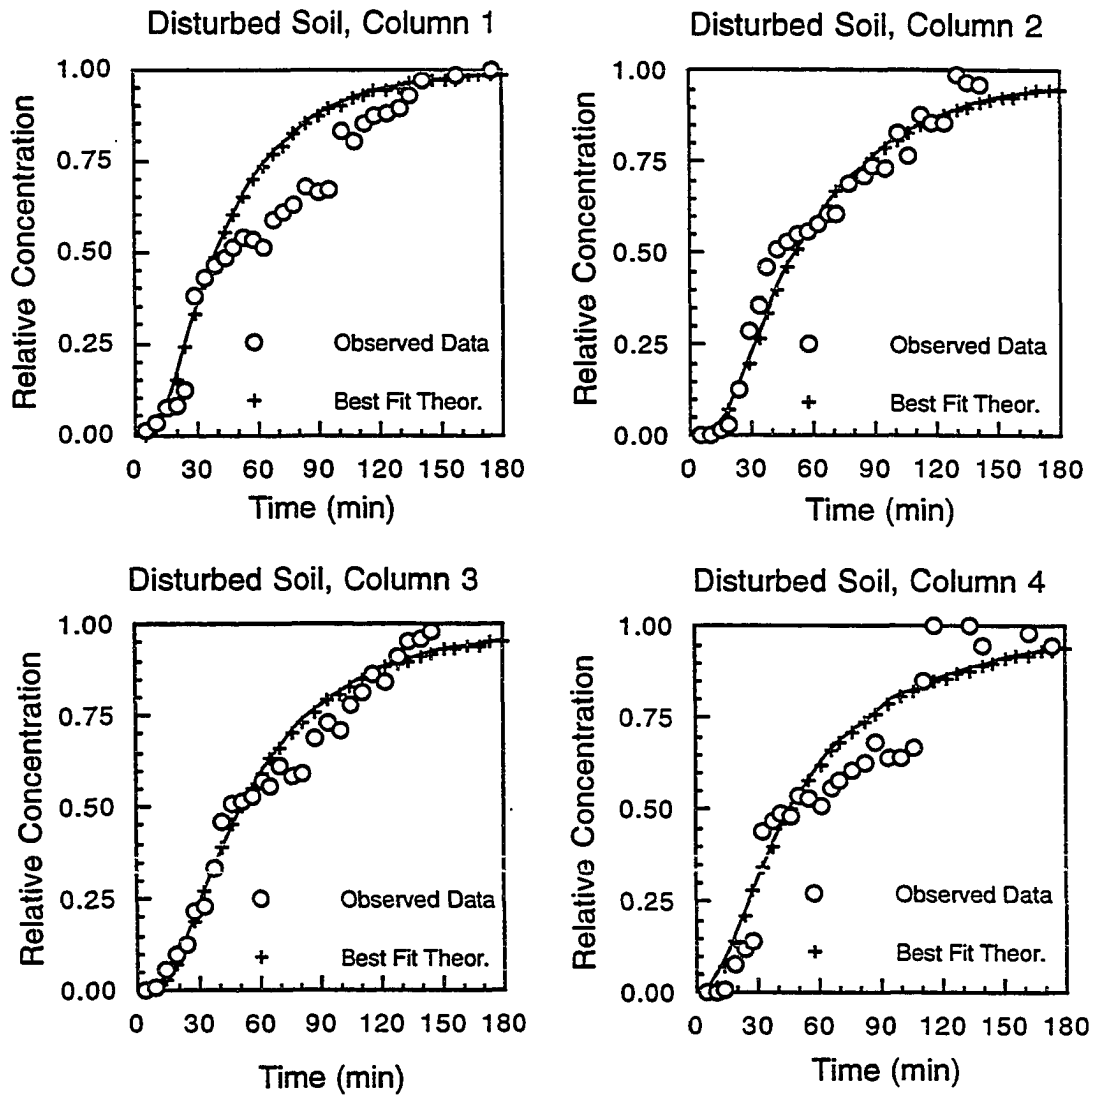 Disturbed Soil, Column 1
Relative Concentration
1.00
0.75
0.50
0.25
0.00
Observed Data
Best Fit Theor.
0 30 60 90 120 150 180
Time (min)
Disturbed Soil, Column 2
Relative Concentration
1.00
0.75
0.50
0.25
0.00
Observed Data
Best Fit Theor.
0 30 60 90 120 150 180
Time (min)
Disturbed Soil, Column 3
Relative Concentration
1.00
0.75
0.50
0.25
0.00
Observed Data
Best Fit Theor.
0 30 60 90 120 150 180
Time (min)
Disturbed Soil, Column 4
Relative Concentration
1.00
0.75
0.50
0.25
0.00
Observed Data
Best Fit Theor.
0 30 60 90 120 150 180
Time (min)